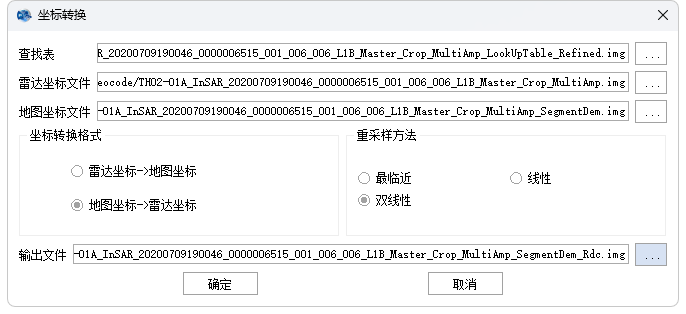 坐标转换
查找表 R_20200709190046_0000006515_001_006_006_L1B_Master_Crop_MultiAmp_LookUpTable_Refined.img ...
雷达坐标文件 eocode/TH02-01A_InSAR_20200709190046_0000006515_001_006_006_L1B_Master_Crop_MultiAmp.img ...
地图坐标文件 -01A_InSAR_20200709190046_0000006515_001_006_006_L1B_Master_Crop_MultiAmp_SegmentDem.img ...
坐标转换格式
雷达坐标->地图坐标
地图坐标->雷达坐标
重采样方法
最临近 线性
双线性
输出文件 -01A_InSAR_20200709190046_0000006515_001_006_006_L1B_Master_Crop_MultiAmp_SegmentDem_Rdc.img ...
确定 取消